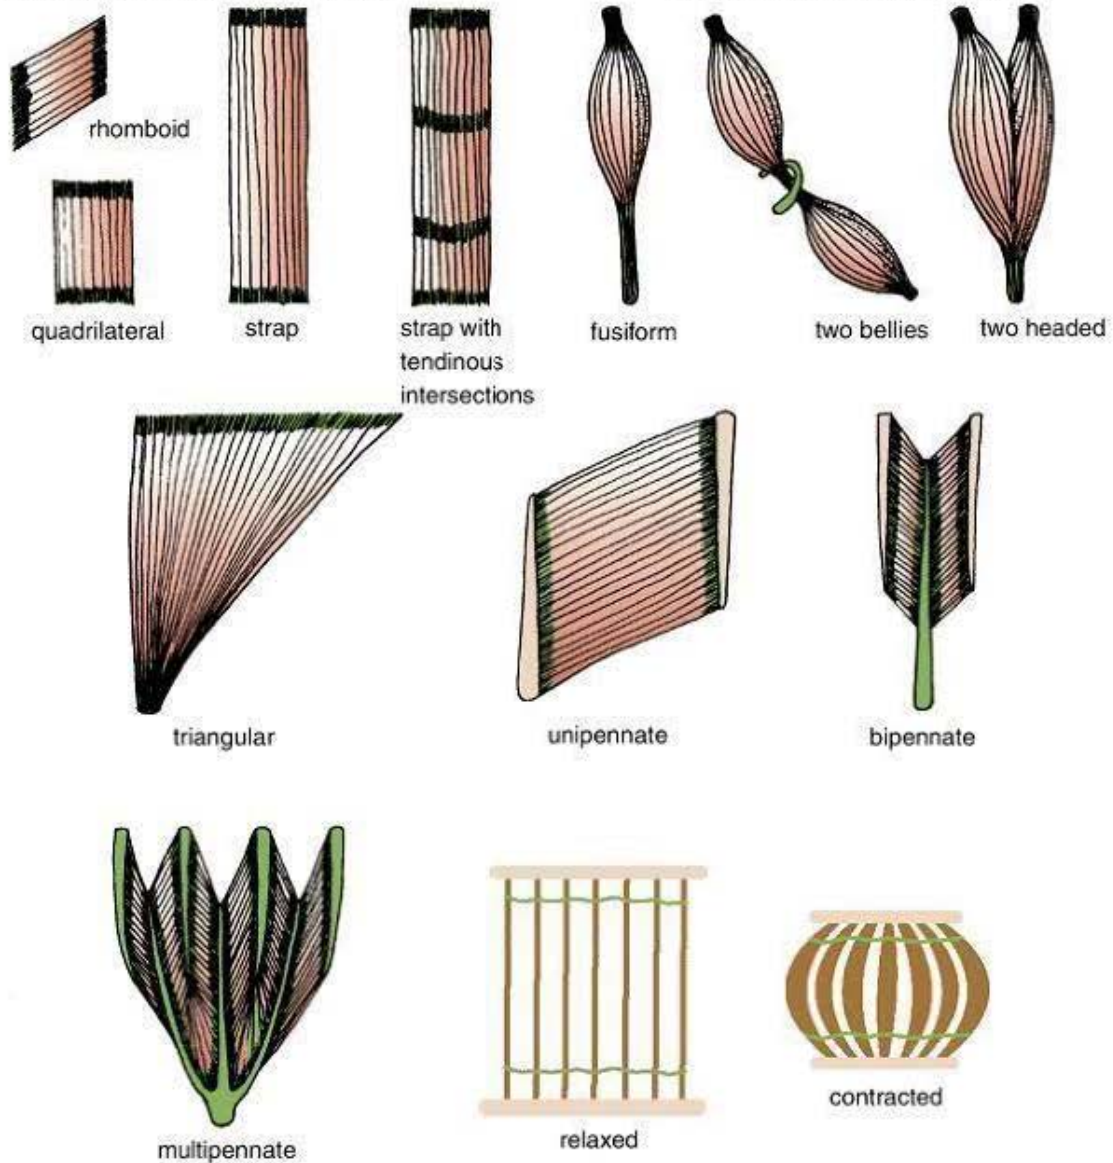 rhomboid
quadrilateral
strap
strap with
tendinous
intersections
fusiform
two bellies
two headed
triangular
unipennate
bipennate
multipennate
relaxed
contracted